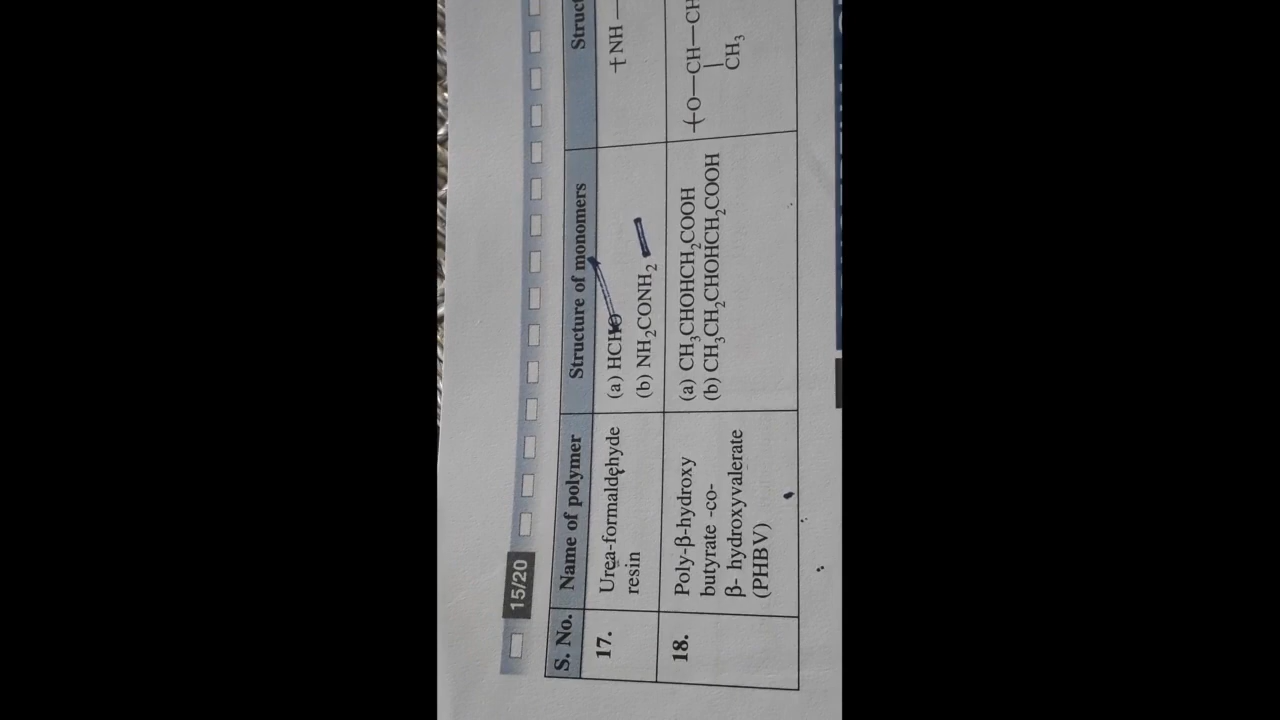 15/20
S. No. Name of polymer Structure of monomers Struct
17. Urea-formaldehyde resin (a) HCHO
(b) NH₂CONH₂
+NH—
18. Poly-β-hydroxy
butyrate -co-
β- hydroxyvalerate
(PHBV)
(a) CH₃CHOHCH₂COOH
(b) CH₃CH₂CHOHCH₂COOH
(O—CH—CH
CH₃